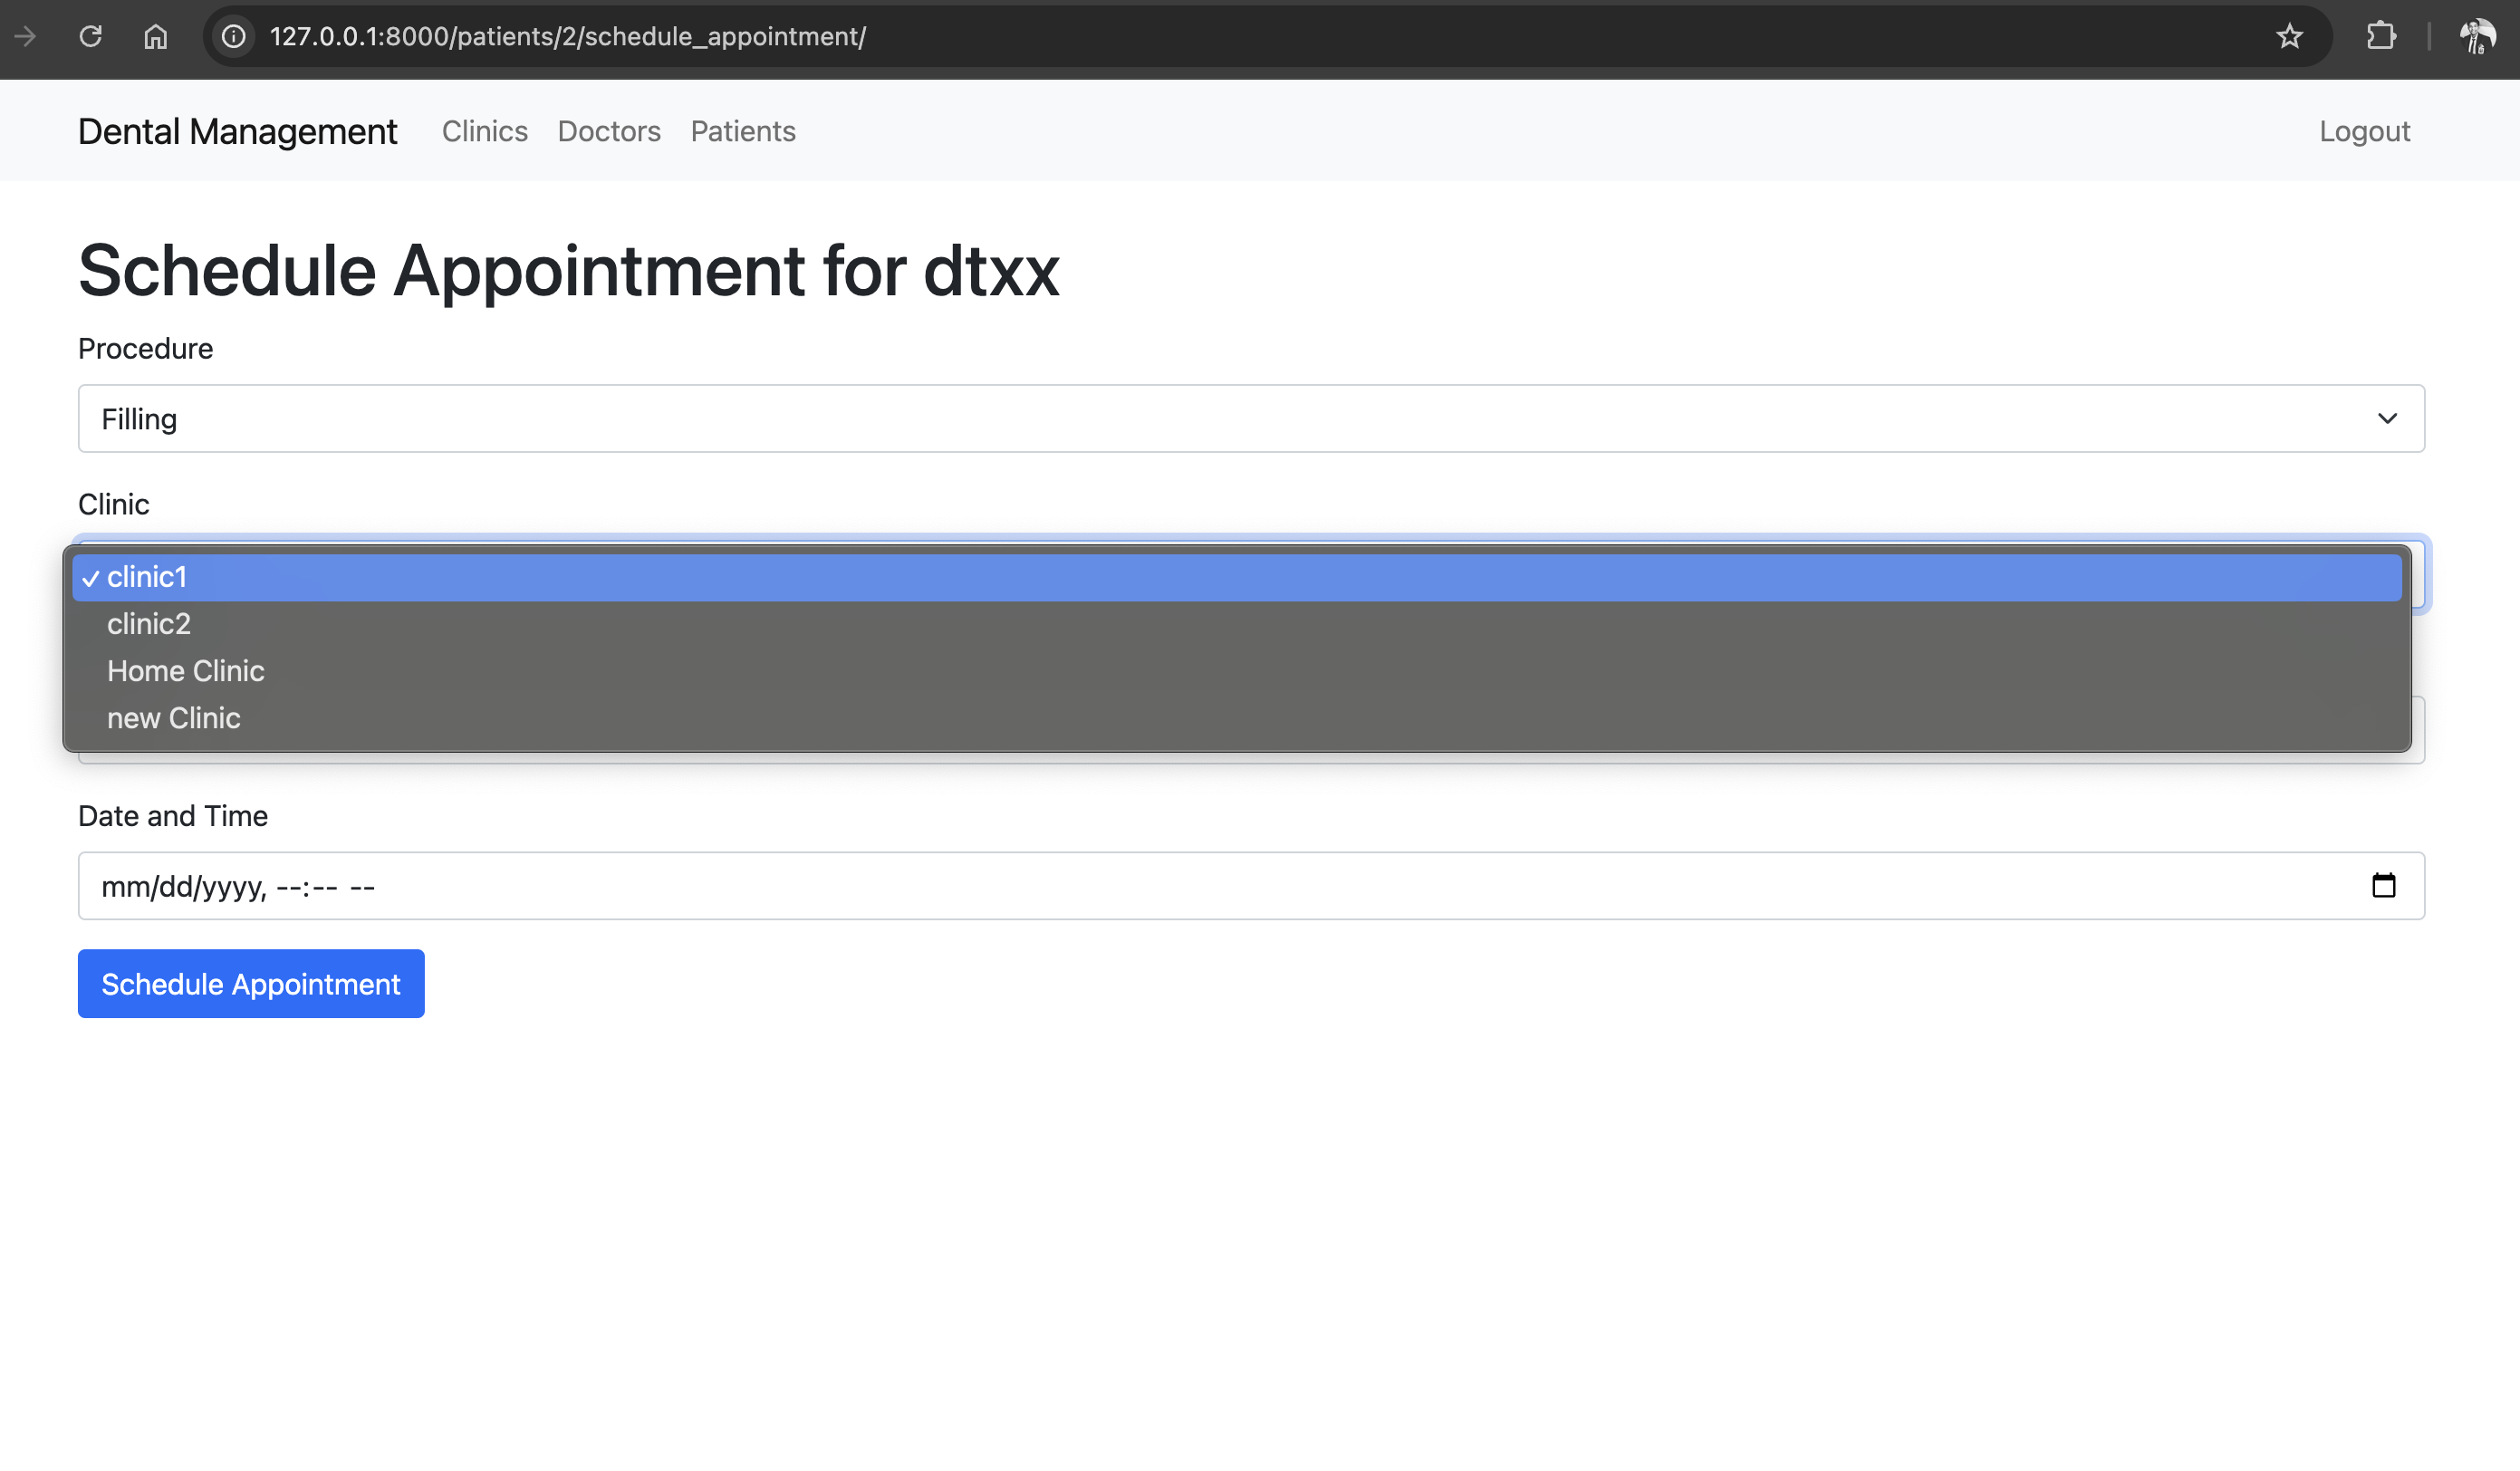 127.0.0.1:8000/patients/2/schedule_appointment/
Dental Management Clinics Doctors Patients Logout
Schedule Appointment for dtxx
Procedure
Filling
Clinic
✓ clinic1
clinic2
Home Clinic
new Clinic
Date and Time
mm/dd/yyyy, --:-- --
Schedule Appointment